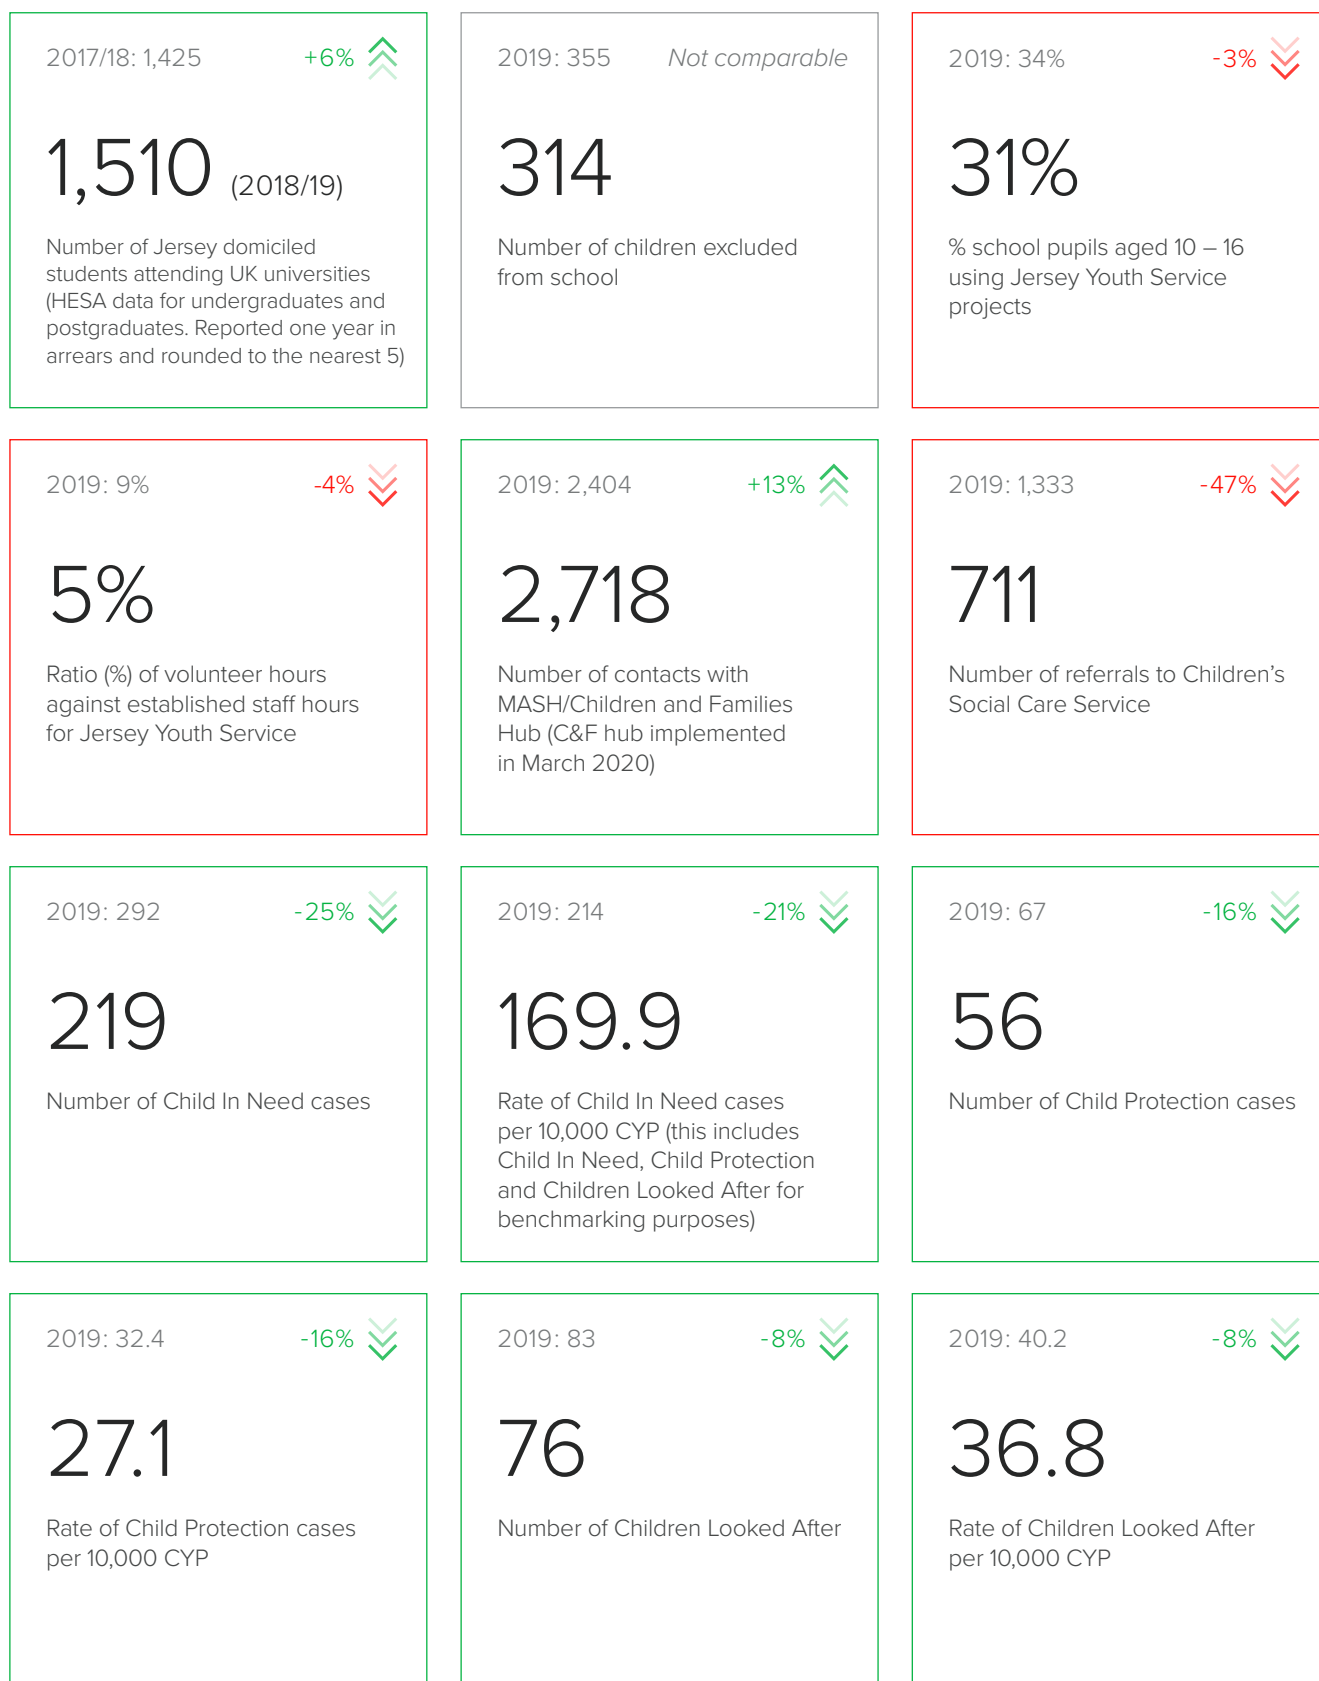 2017/18: 1,425 +6%
1,510 (2018/19)
Number of Jersey domiciled
students attending UK universities
(HESA data for undergraduates and
postgraduates. Reported one year in
arrears and rounded to the nearest 5)
2019: 355 Not comparable
314
Number of children excluded
from school
2019: 34% -3%
31%
% school pupils aged 10 – 16
using Jersey Youth Service
projects
2019: 9% -4%
5%
Ratio (%) of volunteer hours
against established staff hours
for Jersey Youth Service
2019: 2,404 +13%
2,718
Number of contacts with
MASH/Children and Families
Hub (C&F hub implemented
in March 2020)
2019: 1,333 -47%
711
Number of referrals to Children’s
Social Care Service
2019: 292 -25%
219
Number of Child In Need cases
2019: 214 -21%
169.9
Rate of Child In Need cases
per 10,000 CYP (this includes
Child In Need, Child Protection
and Children Looked After for
benchmarking purposes)
2019: 67 -16%
56
Number of Child Protection cases
2019: 32.4 -16%
27.1
Rate of Child Protection cases
per 10,000 CYP
2019: 83 -8%
76
Number of Children Looked After
2019: 40.2 -8%
36.8
Rate of Children Looked After
per 10,000 CYP